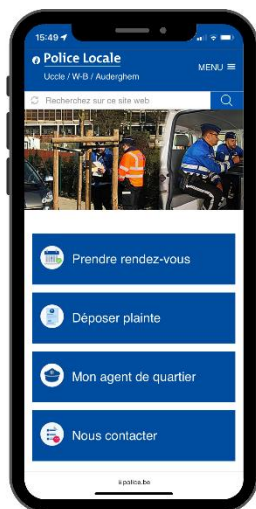 15:49
Police Locale
Uccle / W-B / Auderghem
MENU
Recherchez sur ce site web
Prendre rendez-vous
Déposer plainte
Mon agent de quartier
Nous contacter
police.be